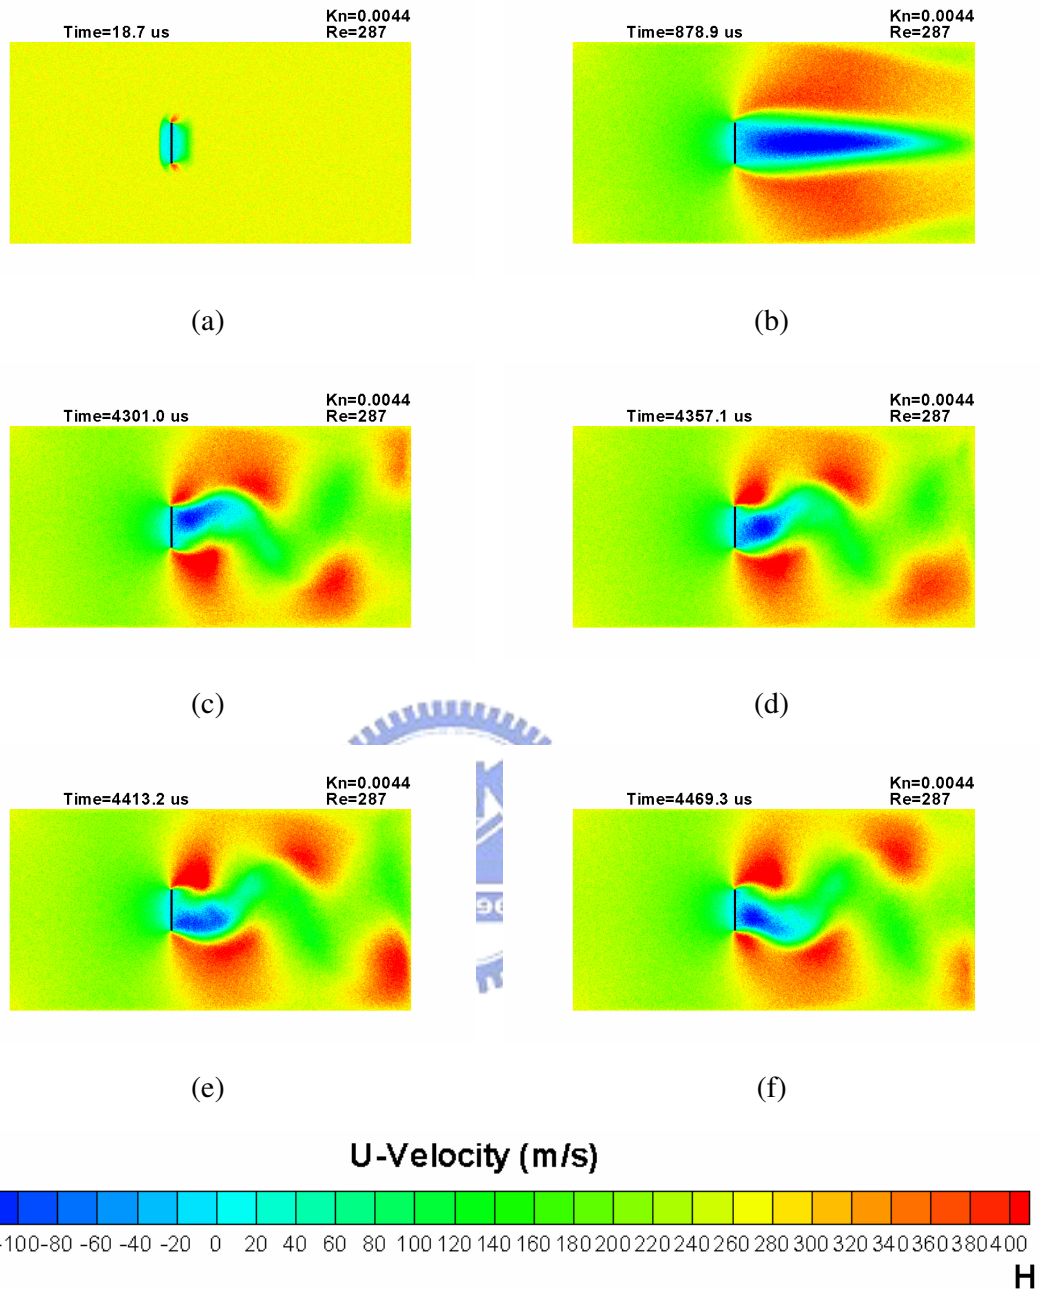 Kn=0.0044
Time=18.7 us Re=287
Kn=0.0044
Time=878.9 us Re=287
(a)
(b)
Kn=0.0044
Time=4301.0 us Re=287
Kn=0.0044
Time=4357.1 us Re=287
(c)
(d)
Kn=0.0044
Time=4413.2 us Re=287
Kn=0.0044
Time=4469.3 us Re=287
(e)
(f)
U-Velocity (m/s)
-100 -80 -60 -40 -20 0 20 40 60 80 100 120 140 160 180 200 220 240 260 280 300 320 340 360 380 400
H